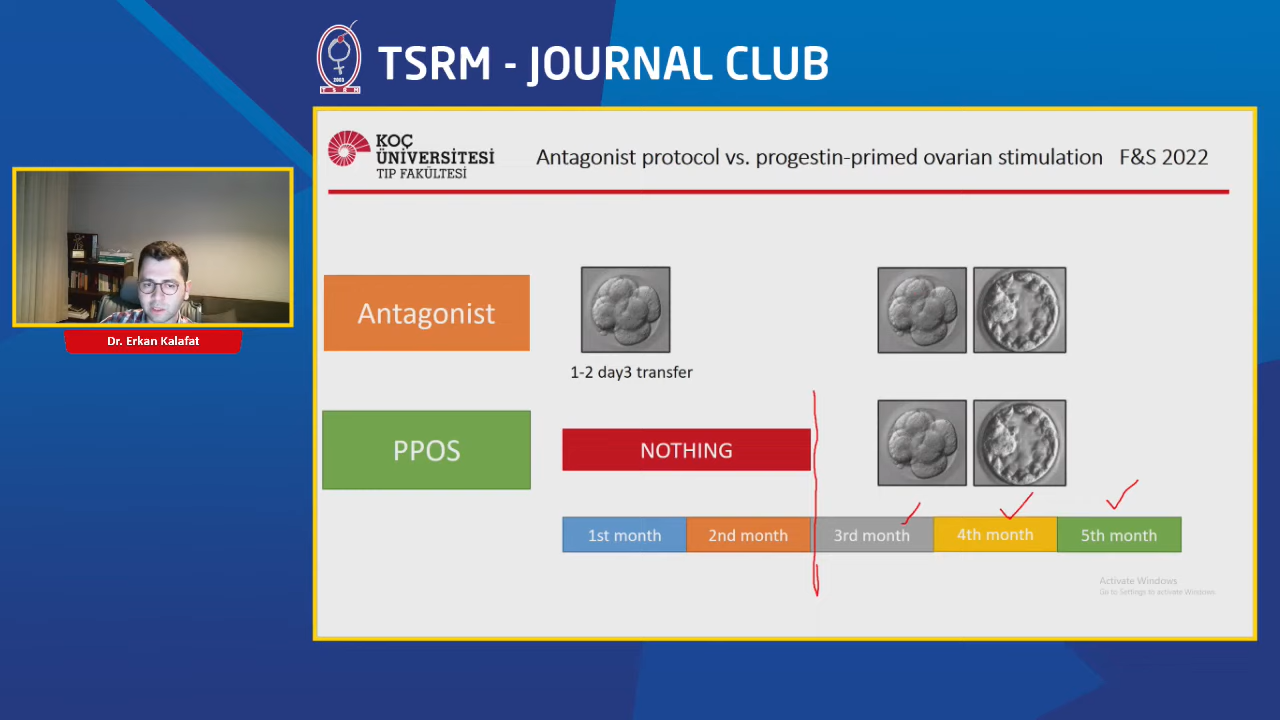 TSRM - JOURNAL CLUB
2003
T S R M
KOÇ
ÜNİVERSİTESİ
TIP FAKÜLTESİ
Antagonist protocol vs. progestin-primed ovarian stimulation F&S 2022
Dr. Erkan Kalafat
Antagonist
1-2 day3 transfer
PPOS
NOTHING
1st month
2nd month
3rd month
4th month
5th month
Activate Windows
Go to Settings to activate Windows.